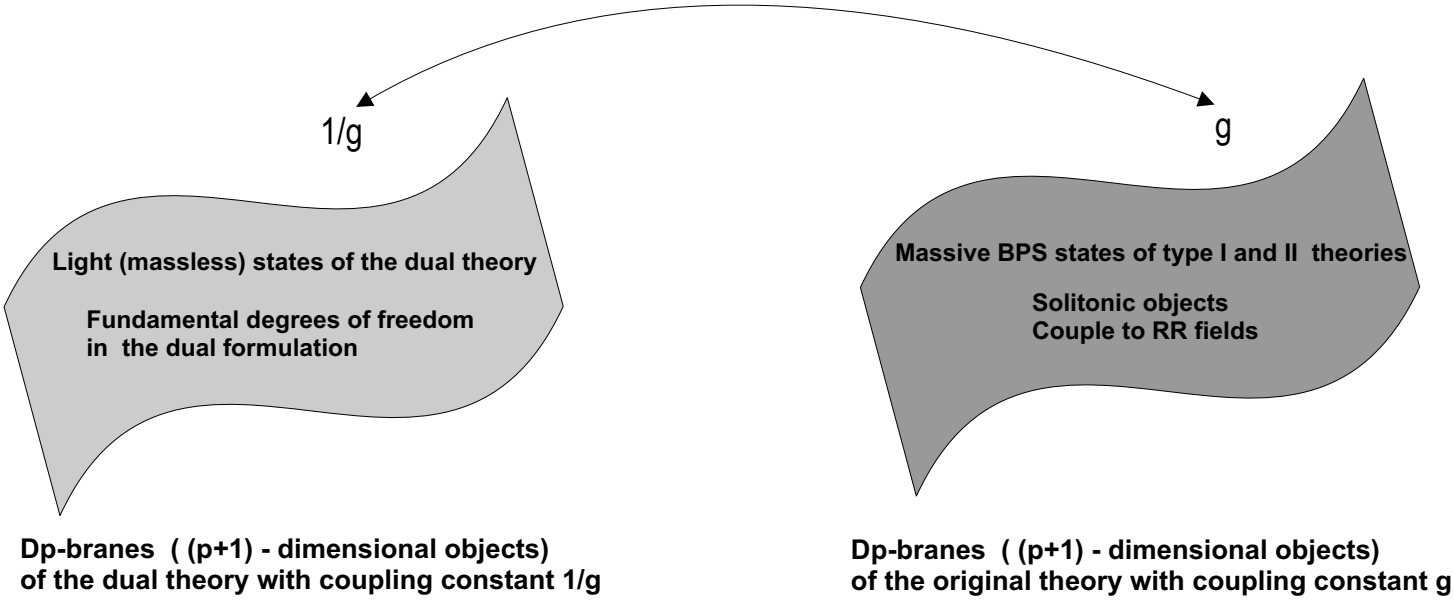 1/g
g
Light (massless) states of the dual theory
Fundamental degrees of freedom
in the dual formulation
Massive BPS states of type I and II theories
Solitonic objects
Couple to RR fields
Dp-branes ( (p+1) - dimensional objects)
of the dual theory with coupling constant 1/g
Dp-branes ( (p+1) - dimensional objects)
of the original theory with coupling constant g